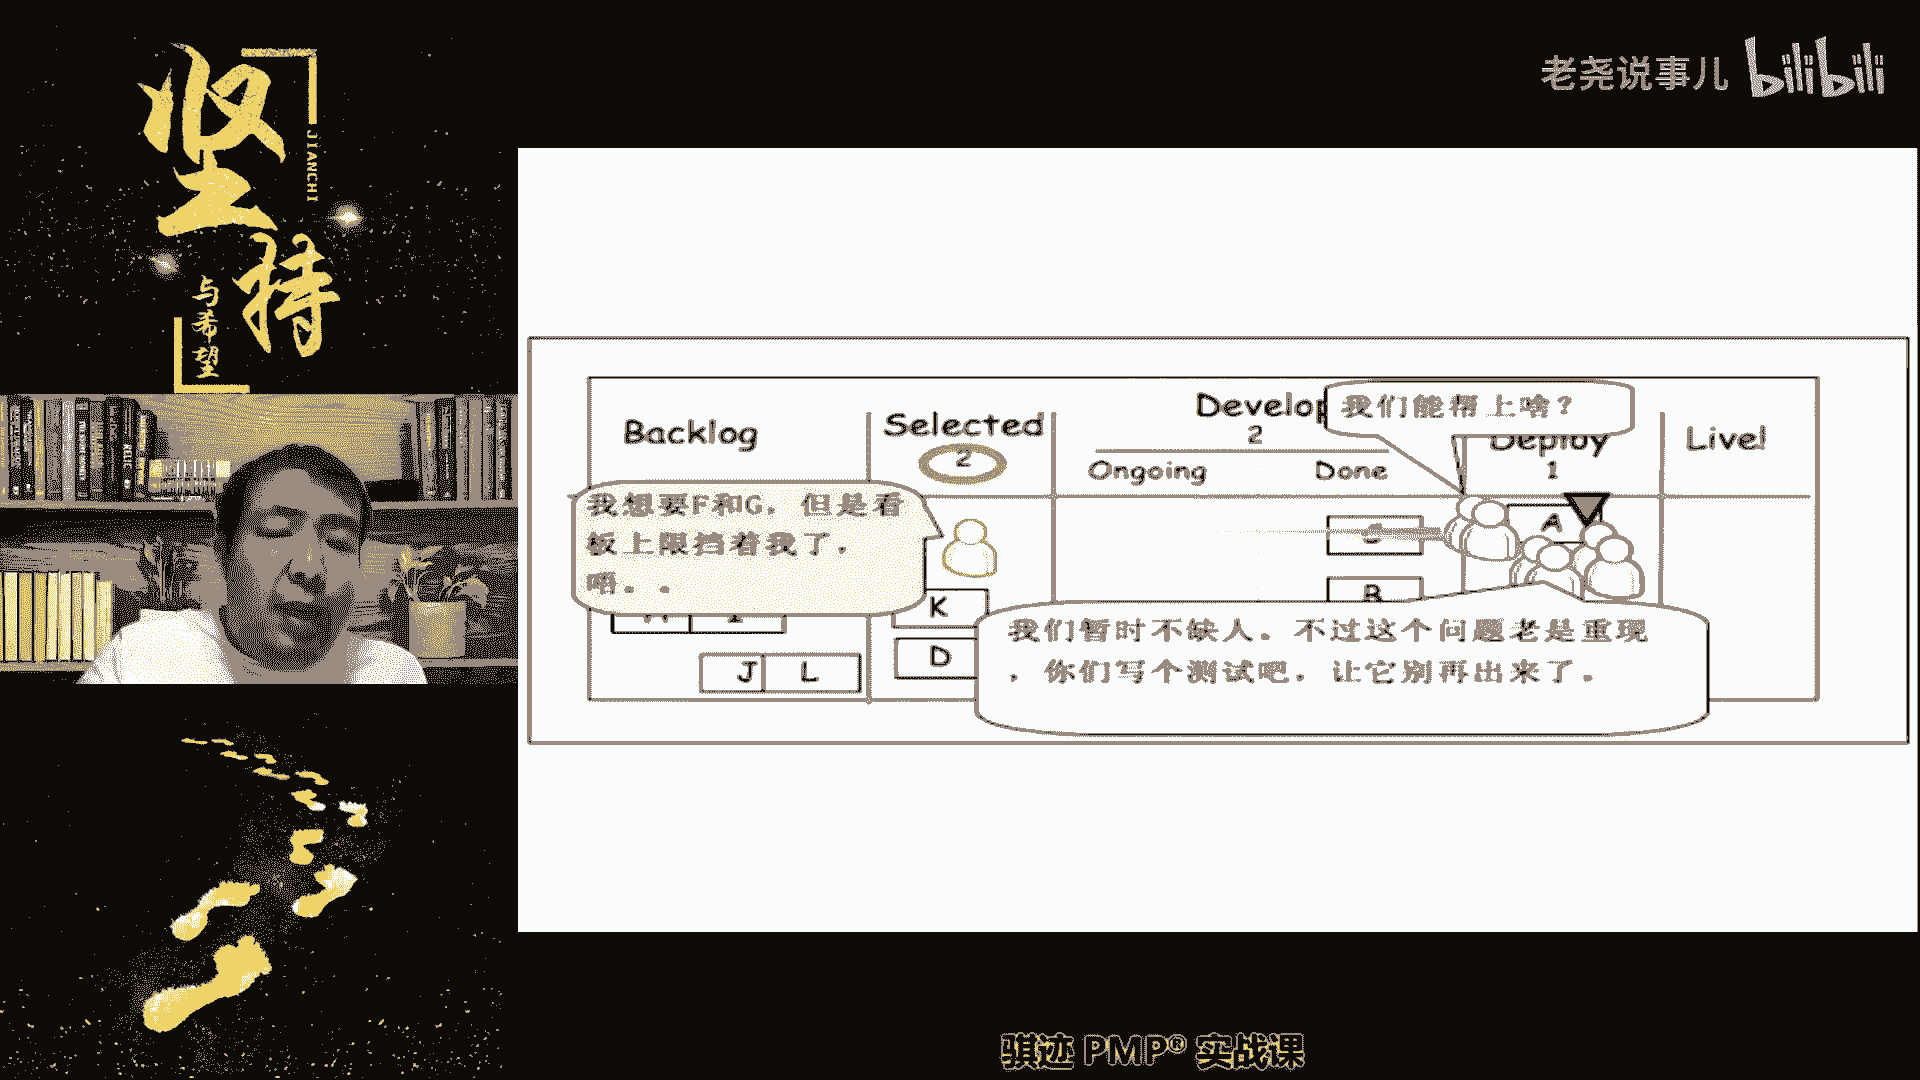 坚持
JIANCHI
与希望
老尧说事儿 bilibili
Backlog
Selected
2
Develop
2
Ongoing
Done
我们能帮上啥？
Deploy
1
Live!
我想要F和G，但是看
板上限挡着我了，
唔。。
A
B
K
D
J
L
我们暂时不缺人。不过这个问题老是重现
，你们写个测试吧，让它别再出来了。
骐迹 PMP® 实战课